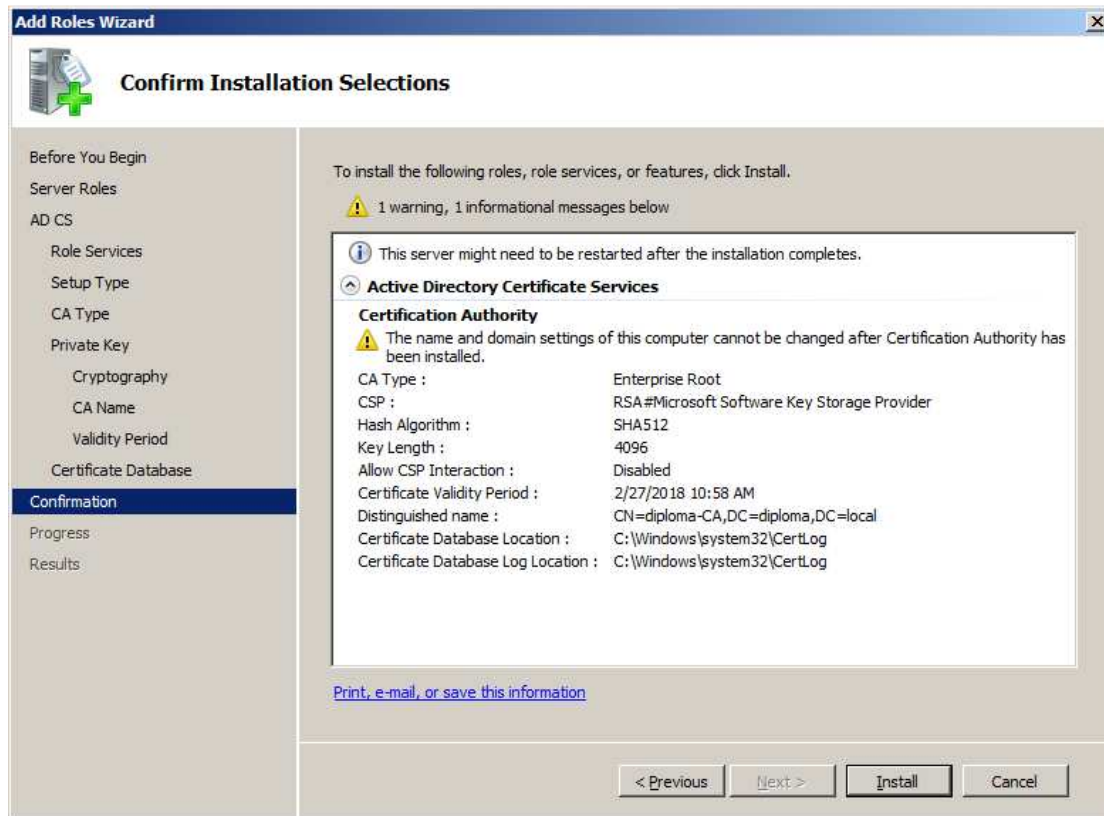 Add Roles Wizard
Confirm Installation Selections
Before You Begin
Server Roles
AD CS
Role Services
Setup Type
CA Type
Private Key
Cryptography
CA Name
Validity Period
Certificate Database
Confirmation
Progress
Results
To install the following roles, role services, or features, click Install.
1 warning, 1 informational messages below
This server might need to be restarted after the installation completes.
Active Directory Certificate Services
Certification Authority
The name and domain settings of this computer cannot be changed after Certification Authority has
been installed.
CA Type : Enterprise Root
CSP : RSA#Microsoft Software Key Storage Provider
Hash Algorithm : SHA512
Key Length : 4096
Allow CSP Interaction : Disabled
Certificate Validity Period : 2/27/2018 10:58 AM
Distinguished name : CN=diploma-CA,DC=diploma,DC=local
Certificate Database Location : C:\Windows\system32\CertLog
Certificate Database Log Location : C:\Windows\system32\CertLog
Print, e-mail, or save this information
< Previous Next > Install Cancel